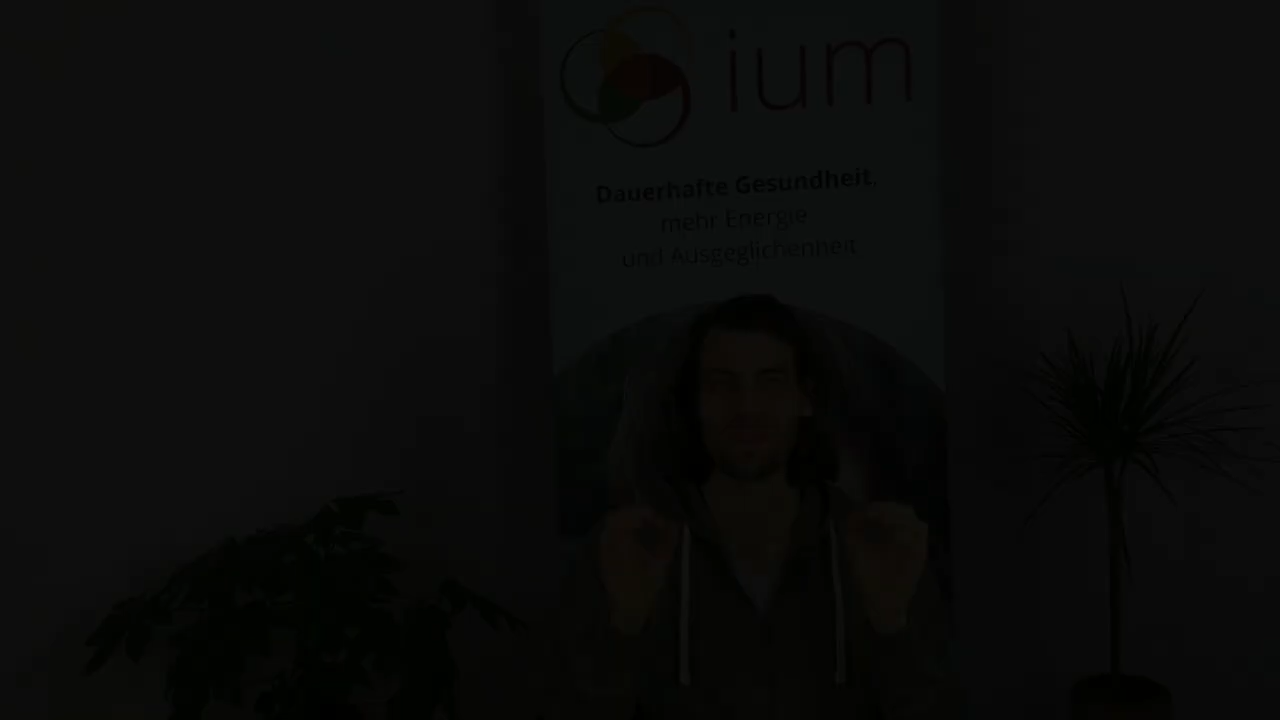 ium
Dauerhafte Gesundheit,
mehr Energie
und Ausgeglichenheit